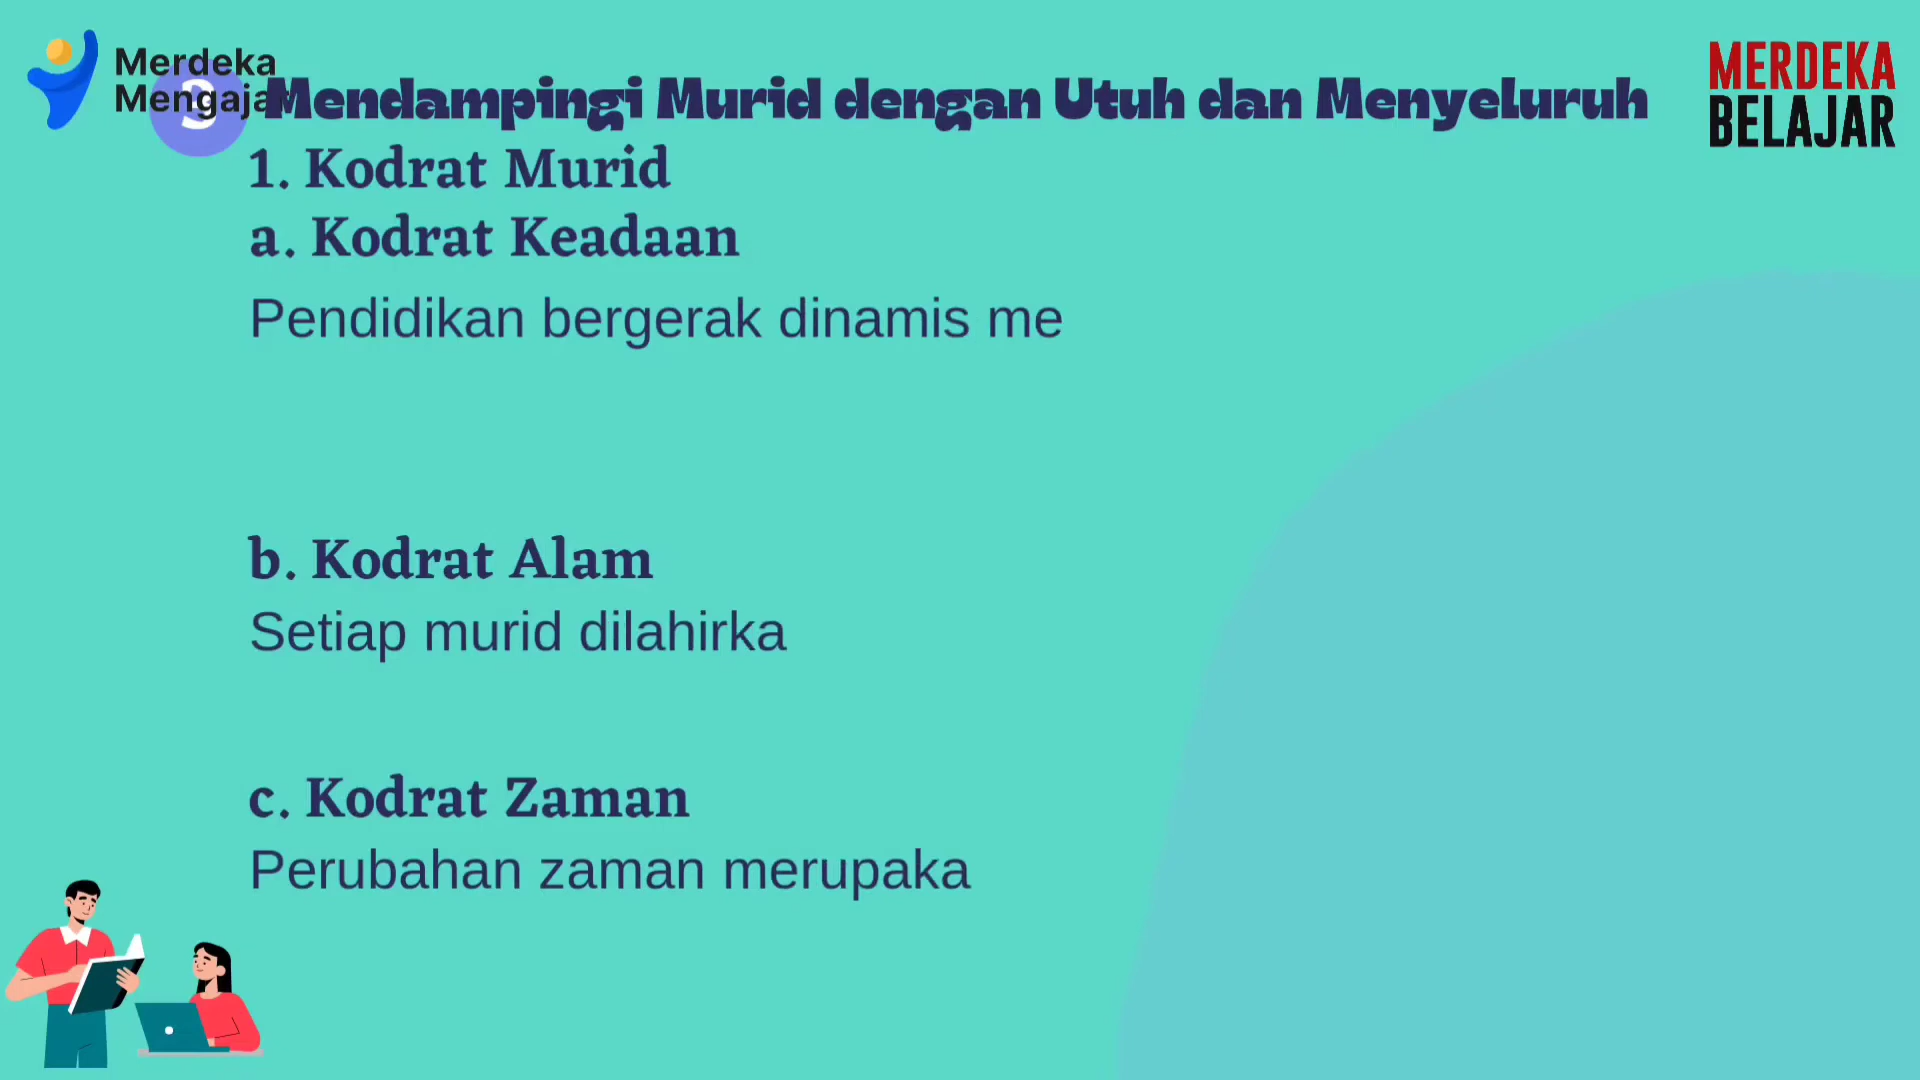 Merdeka
Mengajar
MERDEKA
BELAJAR
3
Mendampingi Murid dengan Utuh dan Menyeluruh
1. Kodrat Murid
a. Kodrat Keadaan
Pendidikan bergerak dinamis me
b. Kodrat Alam
Setiap murid dilahirka
c. Kodrat Zaman
Perubahan zaman merupaka